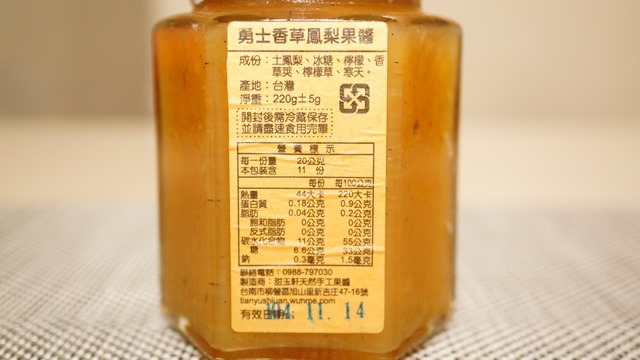 勇士香草鳳梨果醬
成份：土鳳梨、冰糖、檸檬、香
草莢、檸檬草、寒天。
產地：台灣
淨重：220g±5g
開封後需冷藏保存
並請盡速食用完畢
營養標示
每一份量 20公克
本包裝含 11 份
每份 每100公克
熱量 44大卡 220大卡
蛋白質 0.18公克 0.9公克
脂肪 0.04公克 0.2公克
飽和脂肪 0公克 0公克
反式脂肪 0公克 0公克
碳水化合物 11公克 55公克
糖 6.6公克 33公克
鈉 0.3毫克 1.5毫克
聯絡電話：0988-797030
製造商：甜玉軒天然手工果醬
台南市柳營區旭山里新吉庄47-16號
tianyushiuan.wunme.com
有效日期：104.11.14